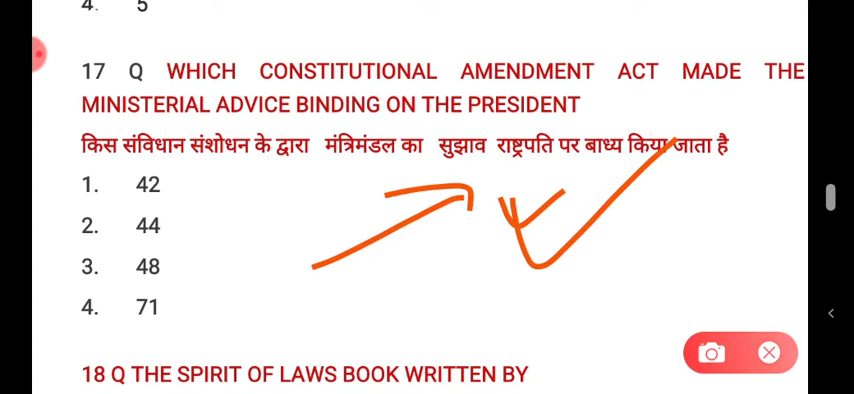 4. 5
17 Q WHICH CONSTITUTIONAL AMENDMENT ACT MADE THE
MINISTERIAL ADVICE BINDING ON THE PRESIDENT
किस संविधान संशोधन के द्वारा मंत्रिमंडल का सुझाव राष्ट्रपति पर बाध्य किया जाता है
1. 42
2. 44
3. 48
4. 71
18 Q THE SPIRIT OF LAWS BOOK WRITTEN BY